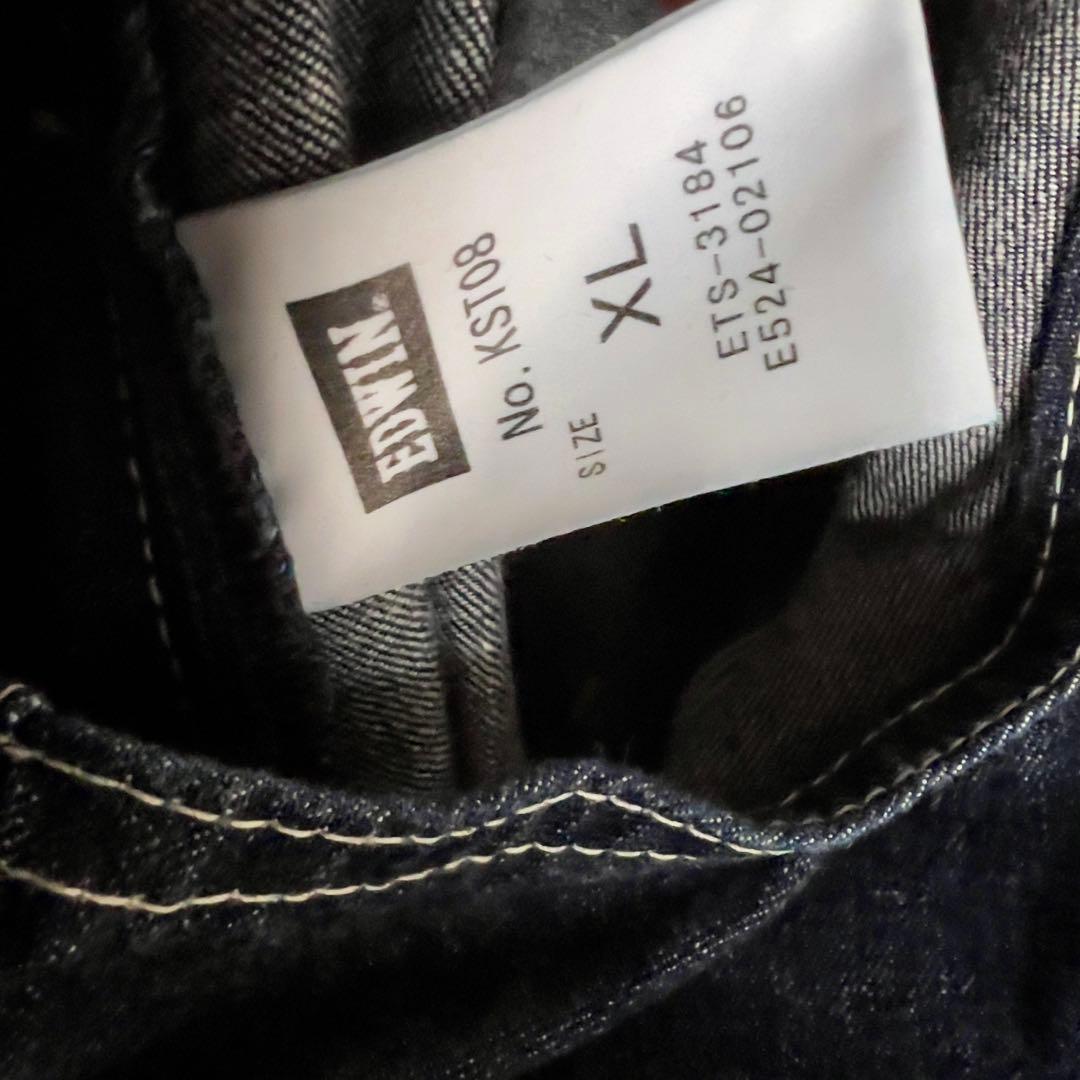 EDWIN
No. KST08
SIZE XL
ETS-3184
E524-02106